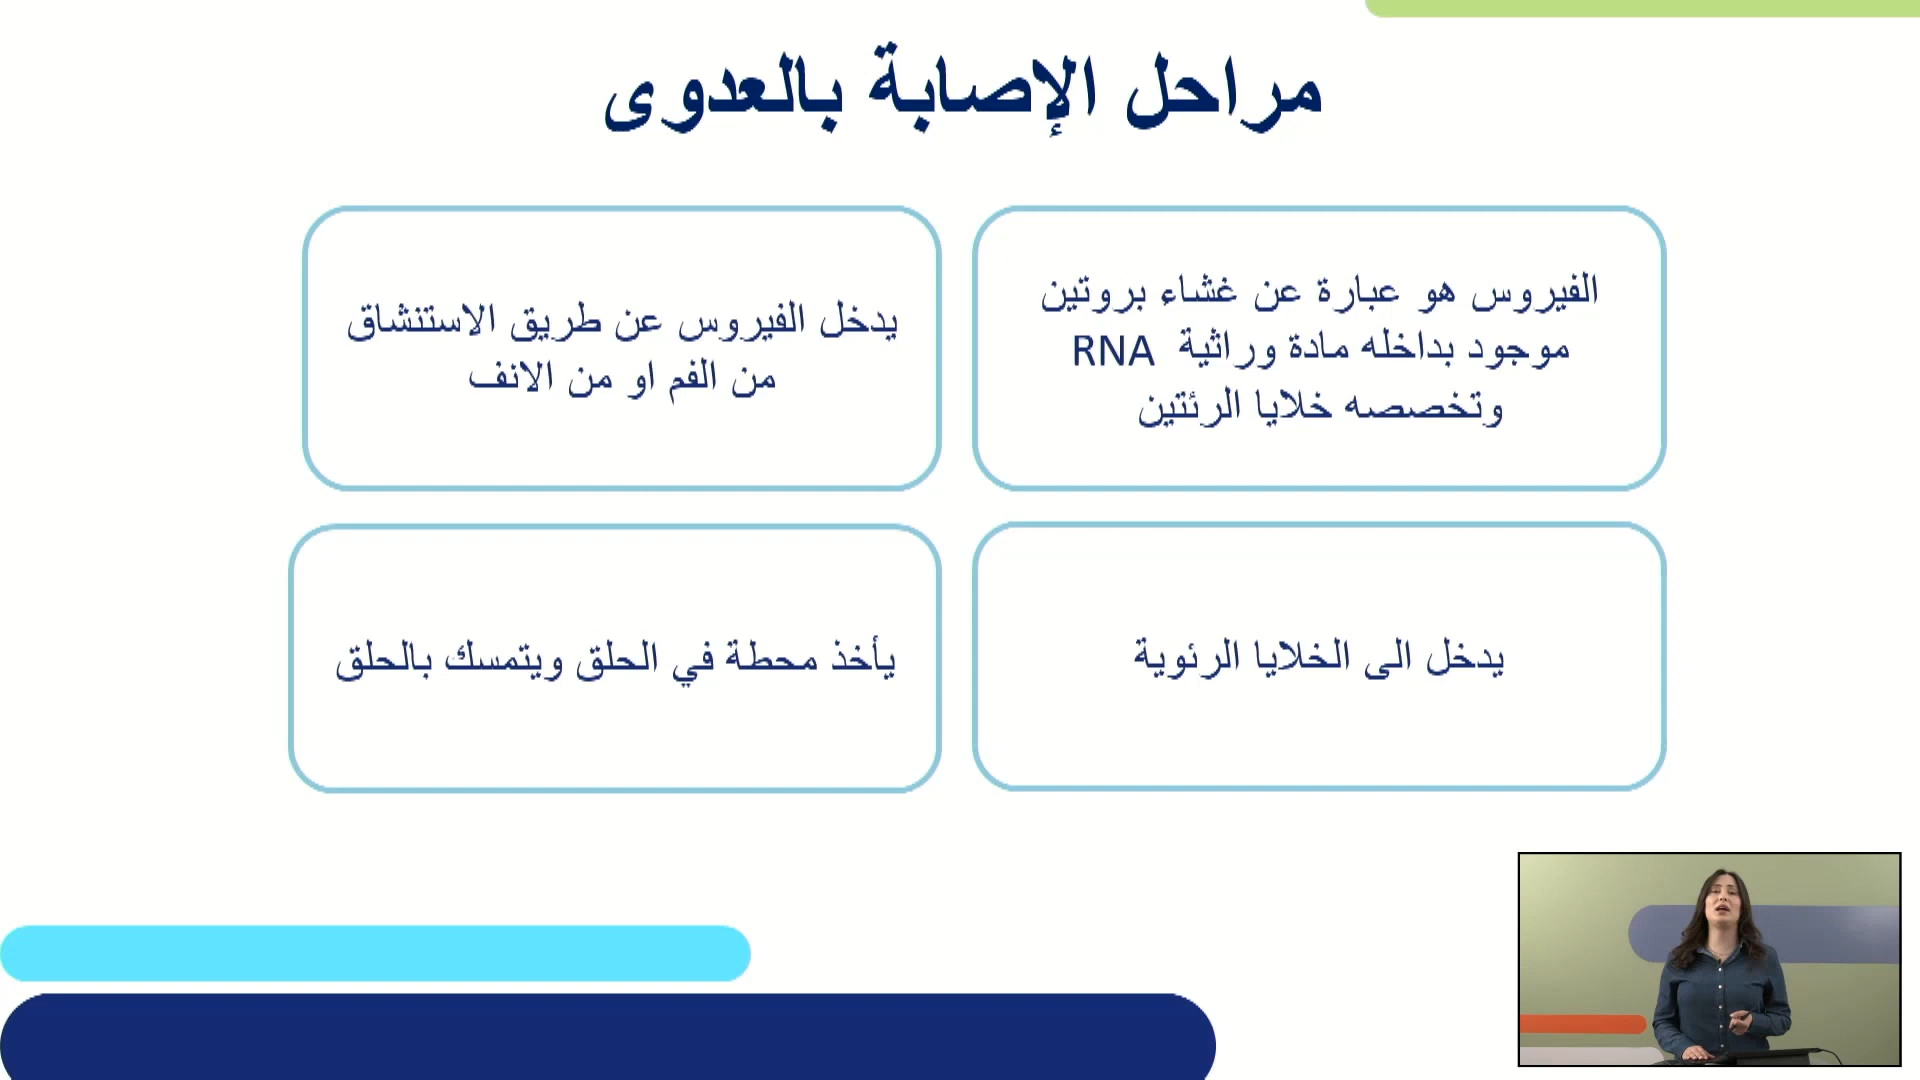 مراحل الإصابة بالعدوى
الفيروس هو عبارة عن غشاء بروتين
موجود بداخله مادة وراثية RNA
وتخصصه خلايا الرئتين
يدخل الفيروس عن طريق الاستنشاق
من الفم او من الانف
يدخل الى الخلايا الرئوية
يأخذ محطة في الحلق ويتمسك بالحلق